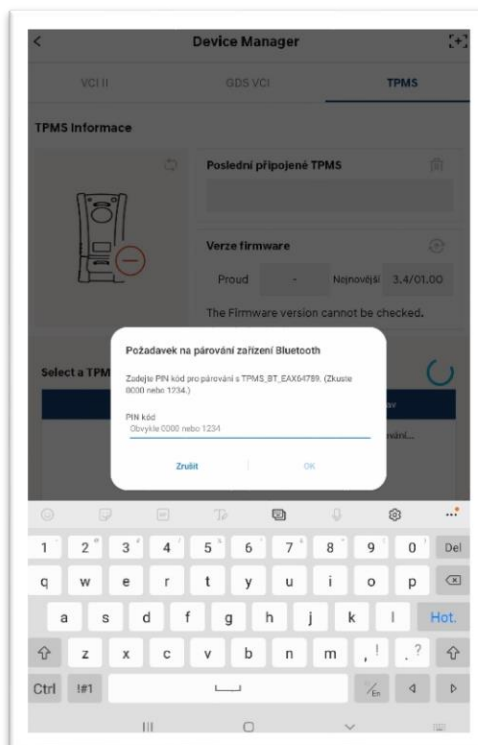 Device Manager
VCI II
GDS VCI
TPMS
TPMS Informace
Poslední připojené TPMS
Verze firmware
Proud
-
Nejnovější
3.4/01.00
The Firmware version cannot be checked.
Select a TPM
Požadavek na párování zařízení Bluetooth
Zadejte PIN kód pro párování s TPMS_BT_EAX64789. (Zkuste
0000 nebo 1234.)
PIN kód
Obvykle 0000 nebo 1234
Zrušit
OK
1 2 3 4 5 6 7 8 9 0 Del
q w e r t y u i o p
a s d f g h j k l Hot.
z x c v b n m , ! . ?
Ctrl !#1 En